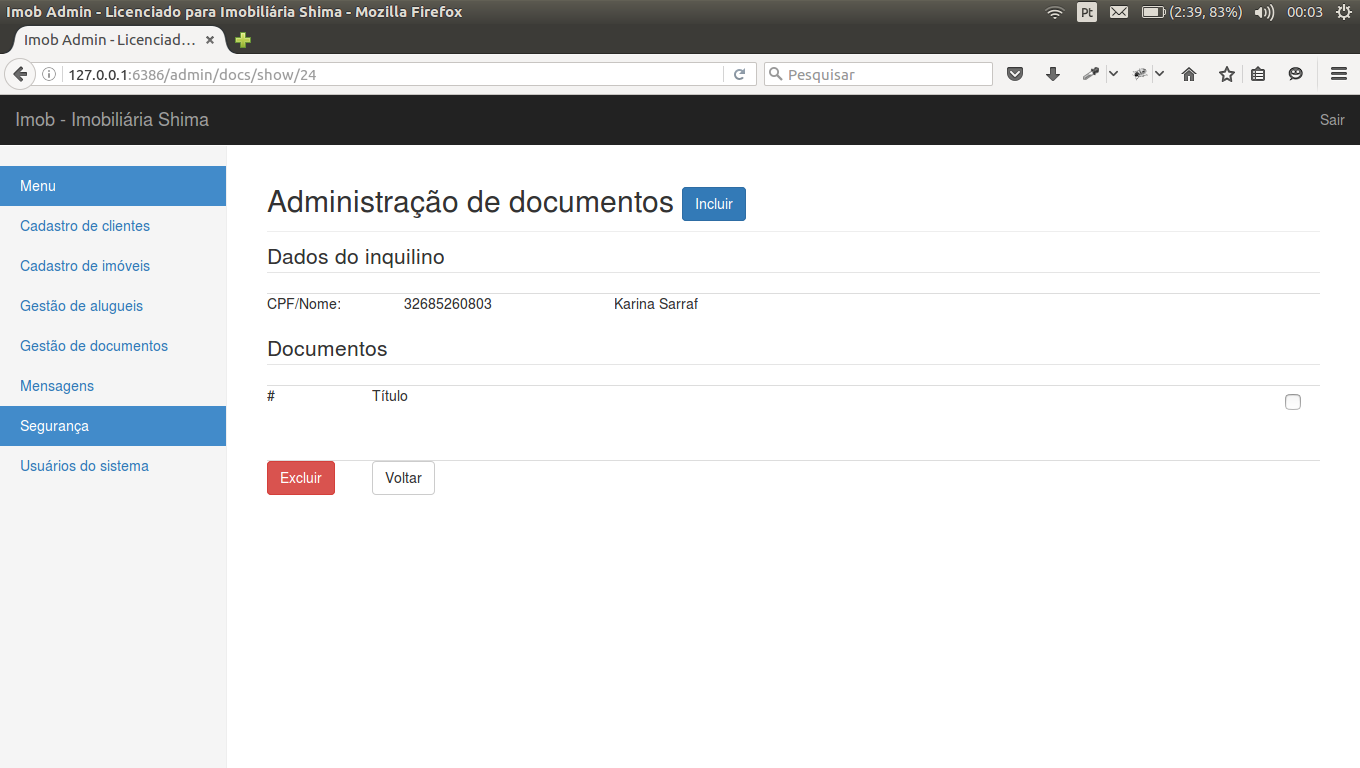 Imob Admin - Licenciado para Imobiliária Shima - Mozilla Firefox
Pt
(2:39, 83%)
00:03
Imob Admin - Licenciad...
127.0.0.1:6386/admin/docs/show/24
Pesquisar
Imob - Imobiliária Shima
Sair
Menu
Cadastro de clientes
Cadastro de imóveis
Gestão de alugueis
Gestão de documentos
Mensagens
Segurança
Usuários do sistema
Administração de documentos
Incluir
Dados do inquilino
CPF/Nome: 32685260803 Karina Sarraf
Documentos
# Título
Excluir Voltar